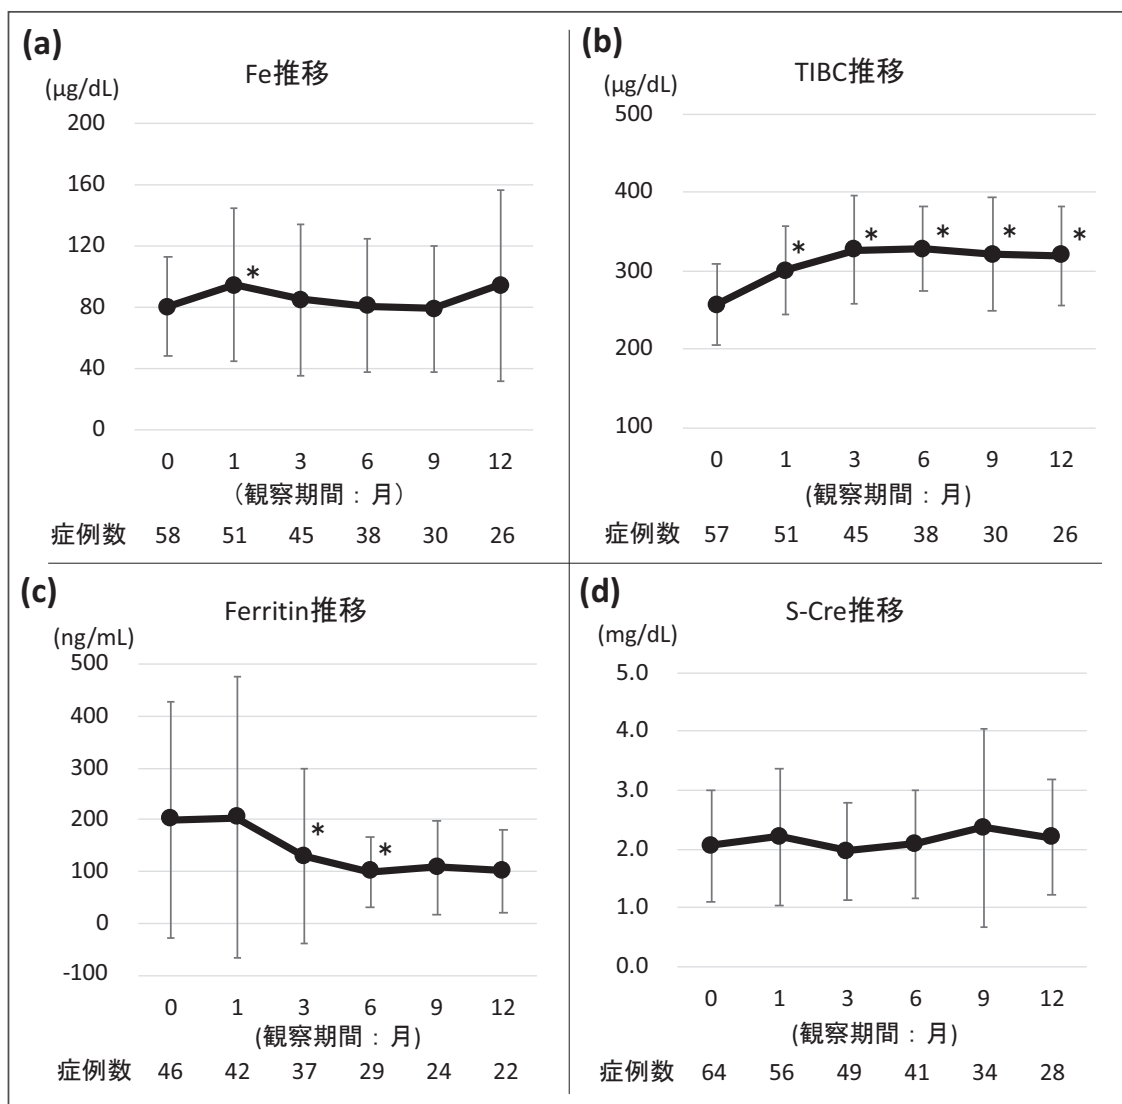 (a)
Fe推移
(µg/dL)
200
160
120
80
40
0
*
0 1 3 6 9 12
（観察期間：月）
症例数 58 51 45 38 30 26
(b)
TIBC推移
(µg/dL)
500
400
300
200
100
* * * * *
0 1 3 6 9 12
(観察期間：月)
症例数 57 51 45 38 30 26
(c)
Ferritin推移
(ng/mL)
500
400
300
200
100
0
-100
* *
0 1 3 6 9 12
(観察期間：月)
症例数 46 42 37 29 24 22
(d)
S-Cre推移
(mg/dL)
5.0
4.0
3.0
2.0
1.0
0.0
0 1 3 6 9 12
(観察期間：月)
症例数 64 56 49 41 34 28